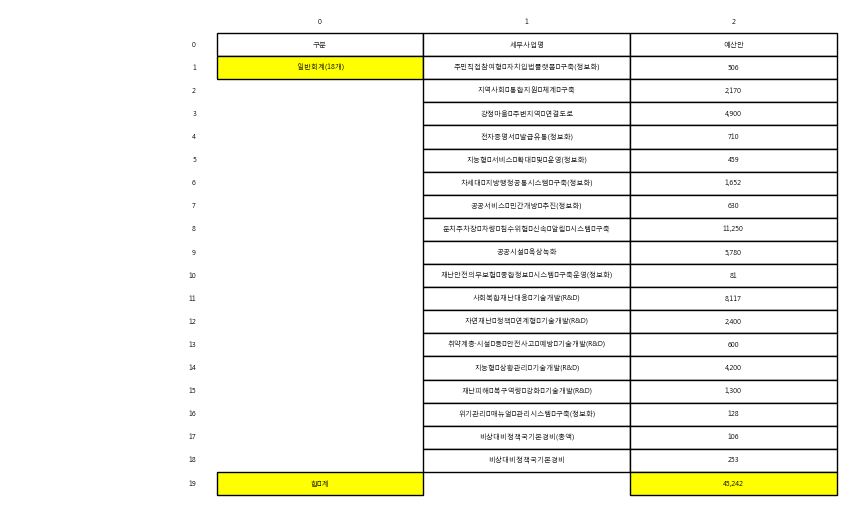 0 1 2
0 구분 세부사업명 예산안
1 일반회계(18개) 주민직접참여형□자치입법플랫폼□구축(정보화) 506
2 지역사회□통합지원□체계□구축 2,170
3 강정마을□주변지역□연결도로 4,900
4 전자증명서□발급유통(정보화) 710
5 지능형□서비스□확대□및□운영(정보화) 459
6 차세대□지방행정공통시스템□구축(정보화) 1,652
7 공공서비스□민간개방□추진(정보화) 630
8 둔치주차장□차량□침수위험□신속□알림□시스템□구축 11,250
9 공공시설□옥상녹화 5,780
10 재난안전의무보험□종합정보□시스템□구축운영(정보화) 81
11 사회복합재난대응□기술개발(R&D) 8,117
12 자연재난□정책□연계형□기술개발(R&D) 2,400
13 취약계층·시설□등□안전사고□예방□기술개발(R&D) 600
14 지능형□상황관리□기술개발(R&D) 4,200
15 재난피해□복구역량□강화□기술개발(R&D) 1,300
16 위기관리□매뉴얼□관리시스템□구축(정보화) 128
17 비상대비정책국기본경비(총액) 106
18 비상대비정책국기본경비 253
19 합□계 45,242